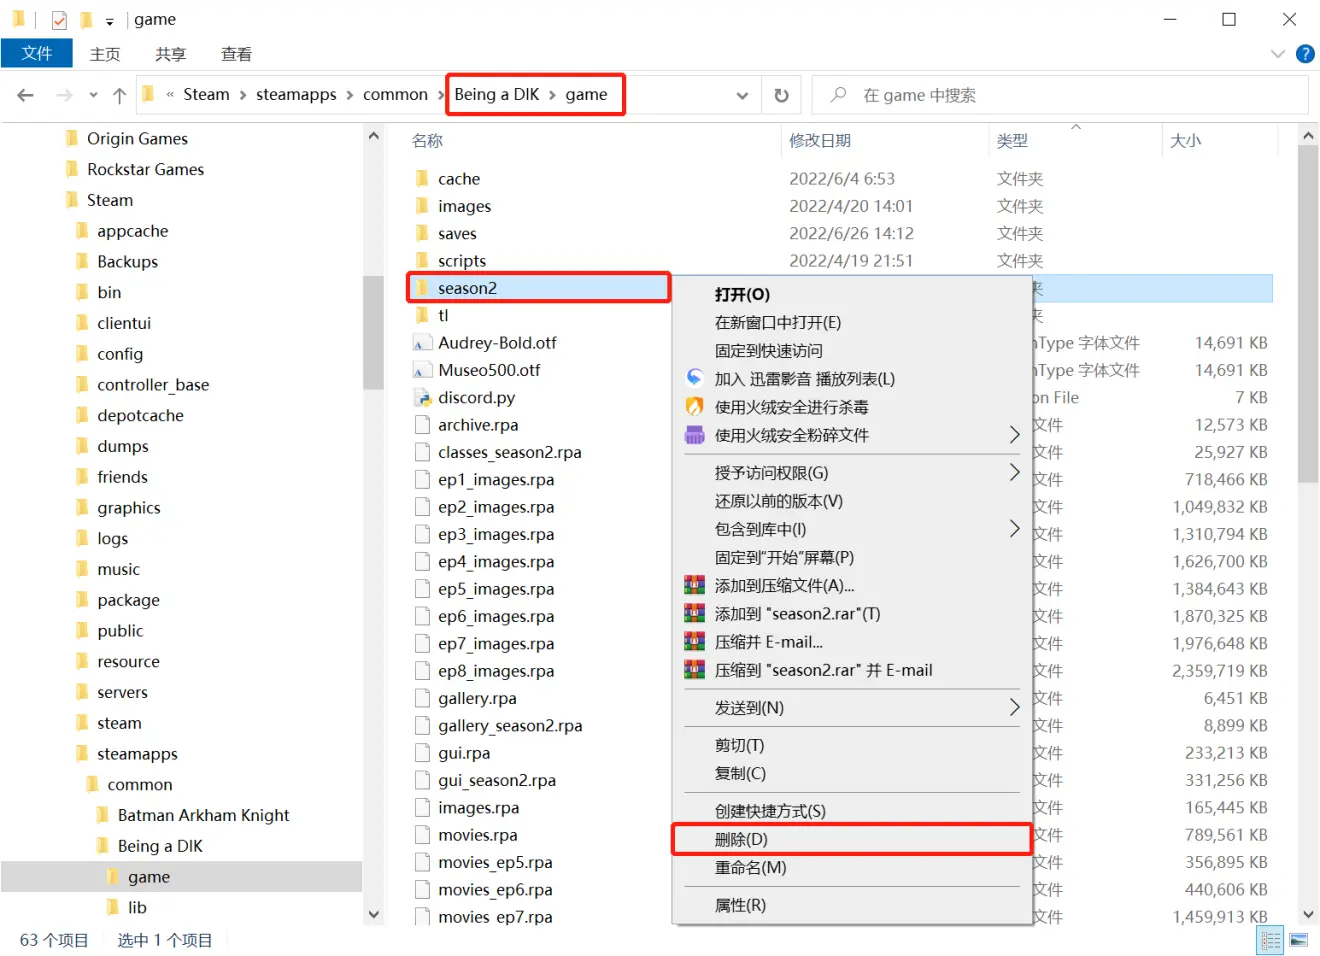 game
文件 主页 共享 查看
« Steam › steamapps › common › Being a DIK › game
在 game 中搜索
Origin Games
Rockstar Games
Steam
appcache
Backups
bin
clientui
config
controller_base
depotcache
dumps
friends
graphics
logs
music
package
public
resource
servers
steam
steamapps
common
Batman Arkham Knight
Being a DIK
game
lib
名称 修改日期 类型 大小
cache 2022/6/4 6:53 文件夹
images 2022/4/20 14:01 文件夹
saves 2022/6/26 14:12 文件夹
scripts 2022/4/19 21:51 文件夹
season2 夹
tl 夹
Audrey-Bold.otf nType 字体文件 14,691 KB
Museo500.otf nType 字体文件 14,691 KB
discord.py on File 7 KB
archive.rpa 文件 12,573 KB
classes_season2.rpa 文件 25,927 KB
ep1_images.rpa 文件 718,466 KB
ep2_images.rpa 文件 1,049,832 KB
ep3_images.rpa 文件 1,310,794 KB
ep4_images.rpa 文件 1,626,700 KB
ep5_images.rpa 文件 1,384,643 KB
ep6_images.rpa 文件 1,870,325 KB
ep7_images.rpa 文件 1,976,648 KB
ep8_images.rpa 文件 2,359,719 KB
gallery.rpa 文件 6,451 KB
gallery_season2.rpa 文件 8,899 KB
gui.rpa 文件 233,213 KB
gui_season2.rpa 文件 331,256 KB
images.rpa 文件 165,445 KB
movies.rpa 文件 789,561 KB
movies_ep5.rpa 文件 356,895 KB
movies_ep6.rpa 文件 440,606 KB
movies_ep7.rpa 文件 1,459,913 KB
打开(O)
在新窗口中打开(E)
固定到快速访问
加入 迅雷影音 播放列表(L)
使用火绒安全进行杀毒
使用火绒安全粉碎文件
授予访问权限(G)
还原以前的版本(V)
包含到库中(I)
固定到"开始"屏幕(P)
添加到压缩文件(A)...
添加到 "season2.rar"(T)
压缩并 E-mail...
压缩到 "season2.rar" 并 E-mail
发送到(N)
剪切(T)
复制(C)
创建快捷方式(S)
删除(D)
重命名(M)
属性(R)
63 个项目 选中 1 个项目